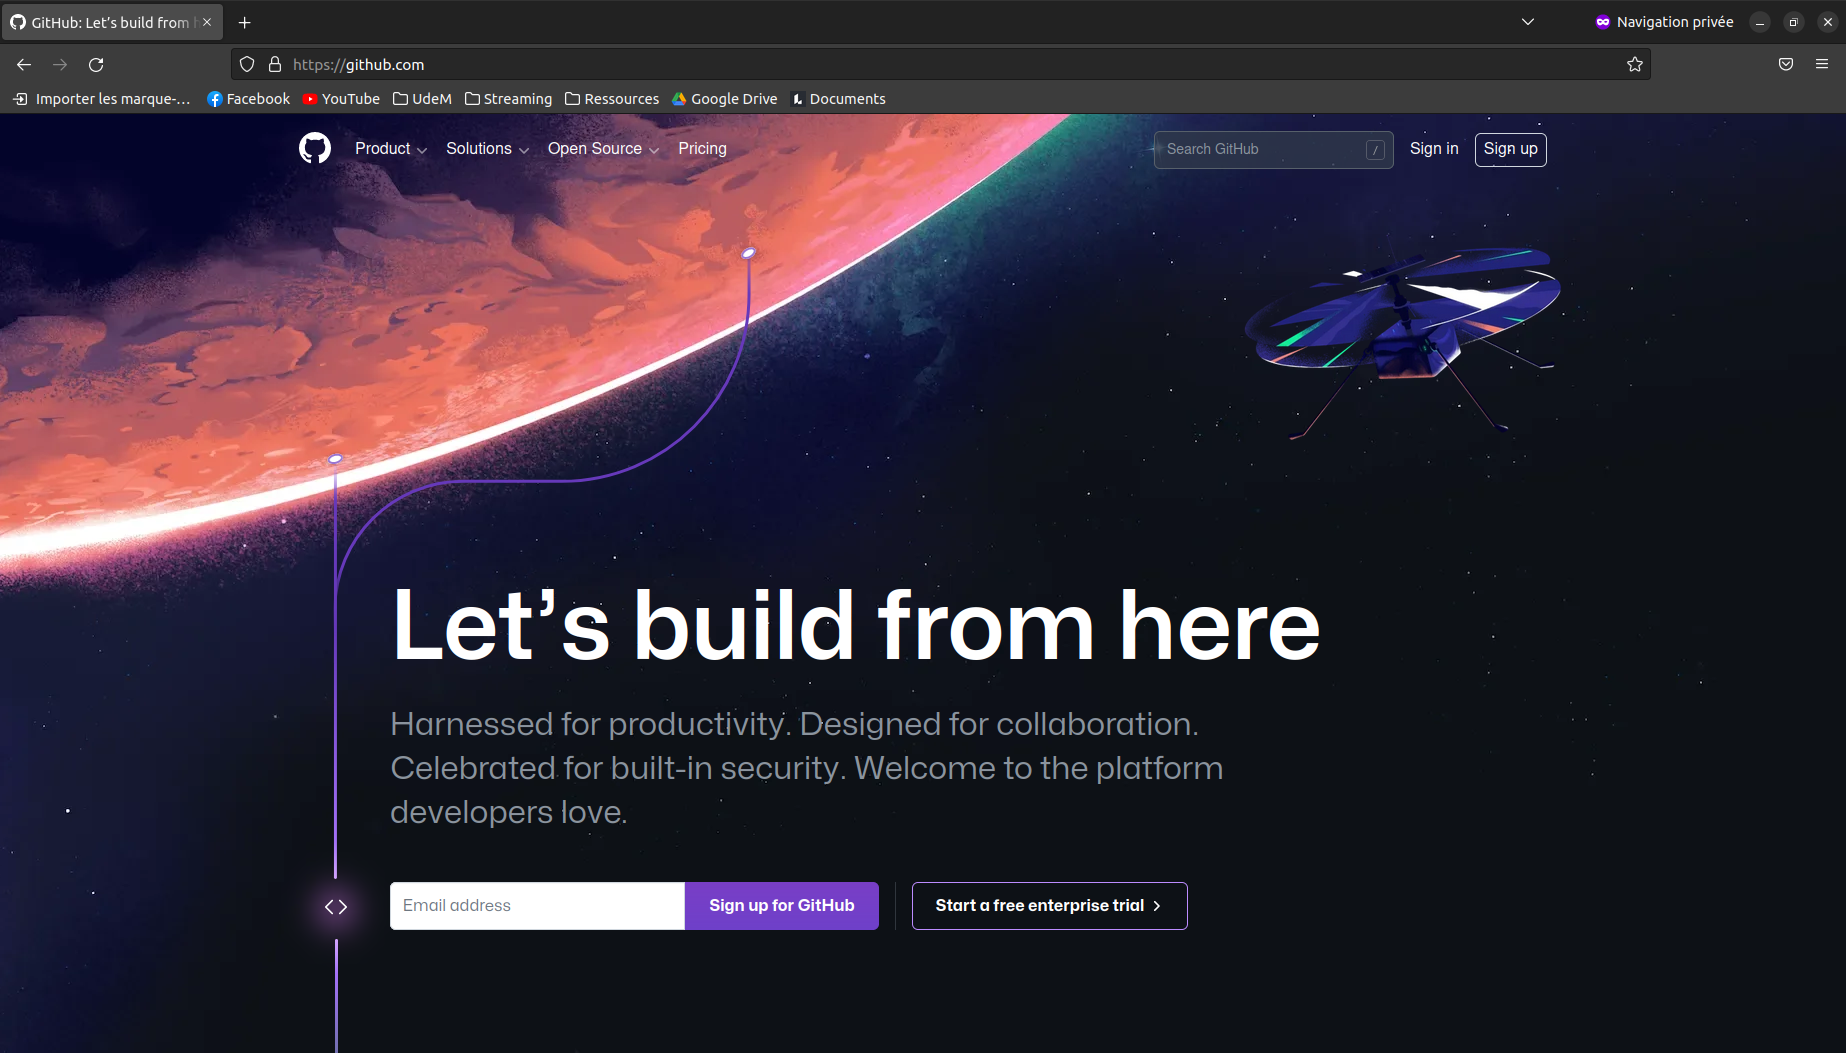 GitHub: Let's build from h
Navigation privée
https://github.com
Importer les marque-… Facebook YouTube UdeM Streaming Ressources Google Drive Documents
Product Solutions Open Source Pricing Search GitHub / Sign in Sign up
Let's build from here
Harnessed for productivity. Designed for collaboration.
Celebrated for built-in security. Welcome to the platform
developers love.
Email address Sign up for GitHub Start a free enterprise trial